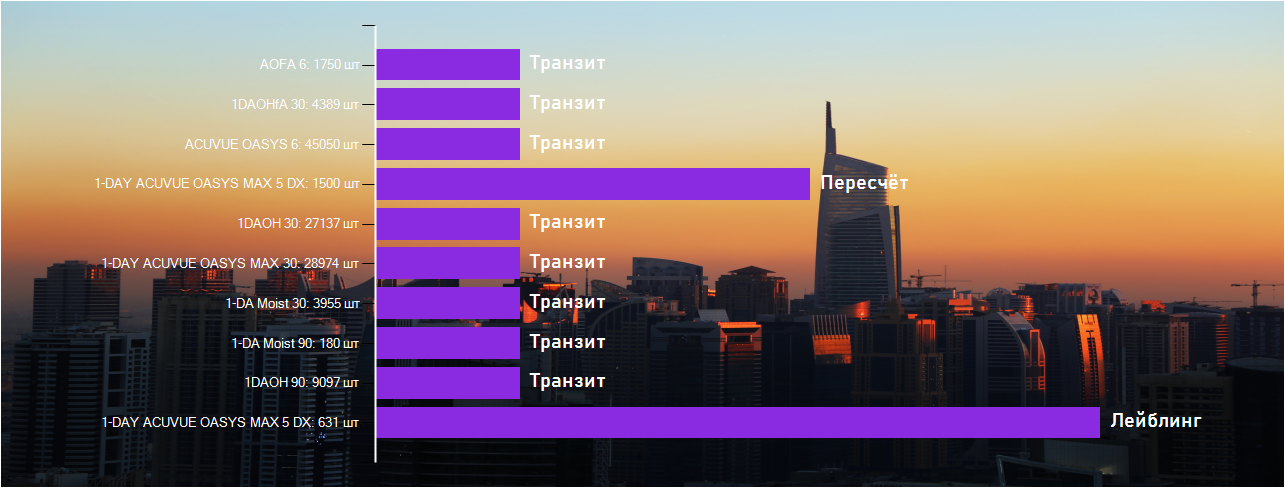 AOFA 6: 1750 шт Транзит
1DAOHfA 30: 4389 шт Транзит
ACUVUE OASYS 6: 45050 шт Транзит
1-DAY ACUVUE OASYS MAX 5 DX: 1500 шт Пересчёт
1DAOH 30: 27137 шт Транзит
1-DAY ACUVUE OASYS MAX 30: 28974 шт Транзит
1-DA Moist 30: 3955 шт Транзит
1-DA Moist 90: 180 шт Транзит
1DAOH 90: 9097 шт Транзит
1-DAY ACUVUE OASYS MAX 5 DX: 631 шт Лейблинг